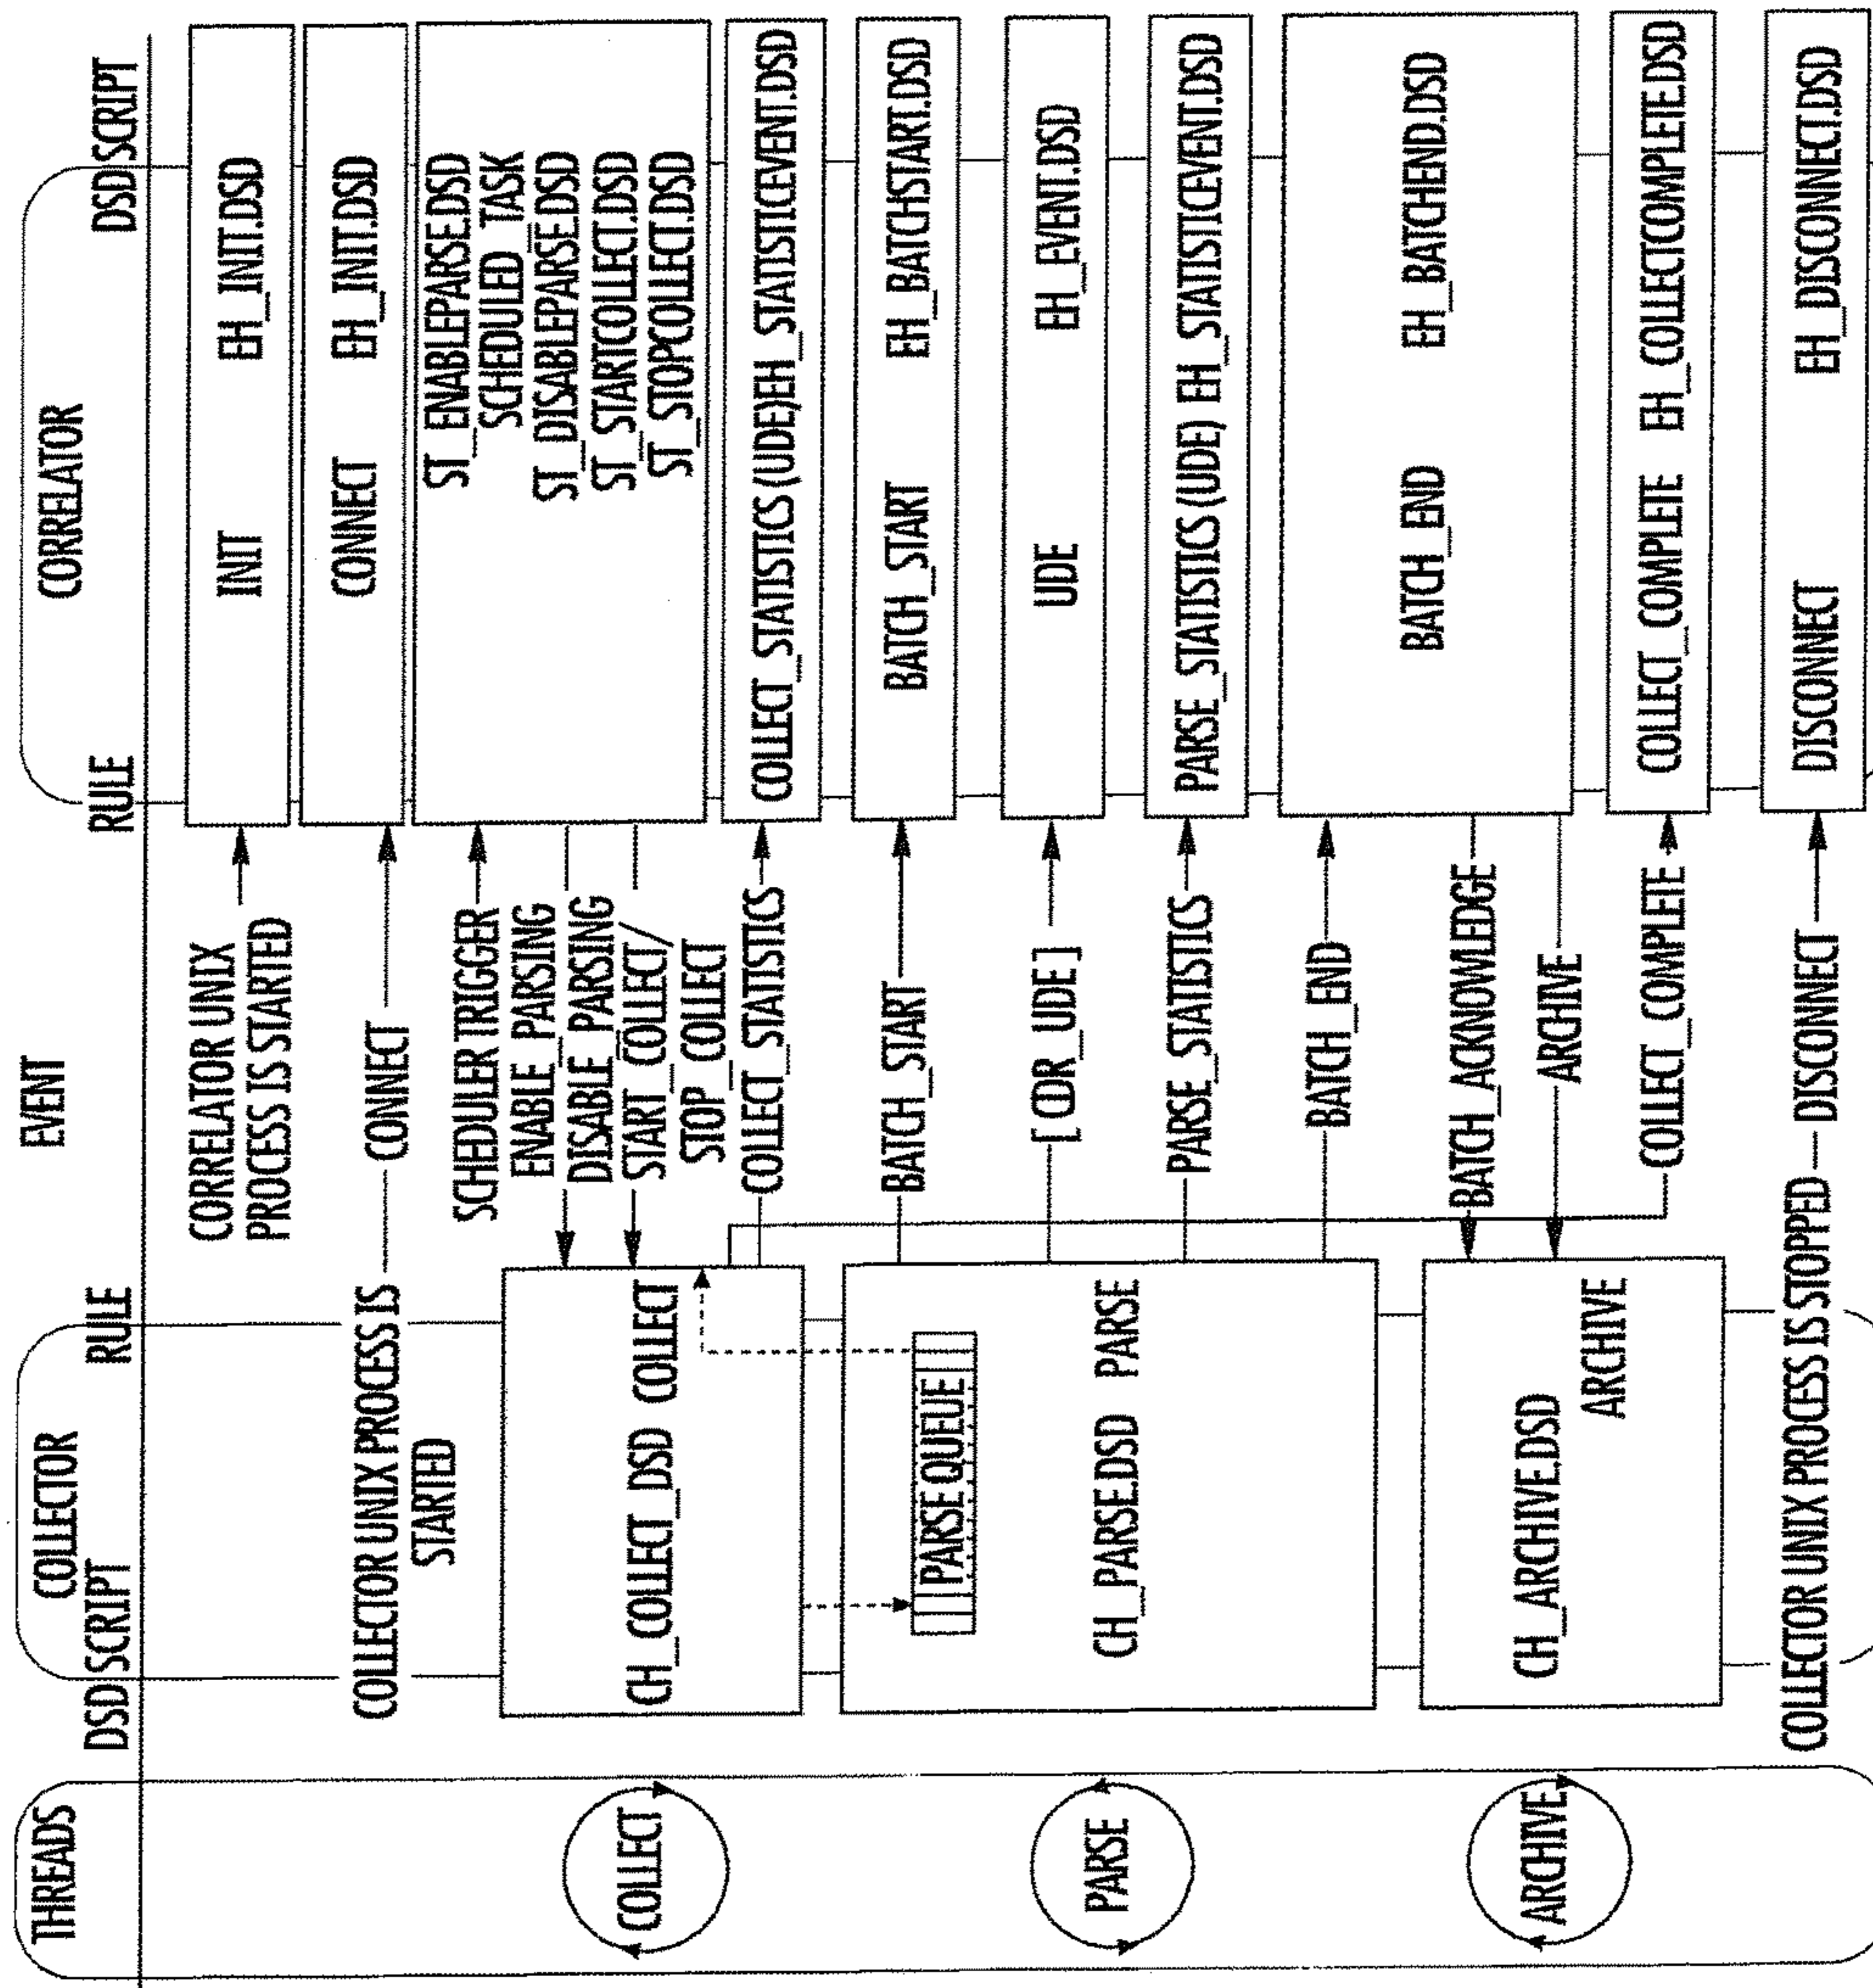 THREADS
COLLECTOR
EVENT
CORRELATOR
DSD SCRIPT
RULE
RULE
DSD SCRIPT
CORRELATOR UNIX
PROCESS IS STARTED
INIT
EH_INIT.DSD
COLLECTOR UNIX PROCESS IS
STARTED
CONNECT
CONNECT
EH_INIT.DSD
SCHEDULER TRIGGER
ENABLE_PARSING
DISABLE_PARSING
START_COLLECT/
STOP_COLLECT
ST_ENABLEPARSE.DSD
SCHEDULED_TASK
ST_DISABLEPARSE.DSD
ST_STARTCOLLECT.DSD
ST_STOPCOLLECT.DSD
COLLECT
CH_COLLECT_DSD COLLECT
COLLECT_STATISTICS
COLLECT_STATISTICS (UDE)EH_STATISTICEVENT.DSD
PARSE QUEUE
BATCH_START
BATCH_START
EH_BATCHSTART.DSD
PARSE
CH_PARSE.DSD PARSE
[ CDR_UDE ]
UDE
EH_EVENT.DSD
PARSE_STATISTICS
PARSE_STATISTICS (UDE) EH_STATISTICEVENT.DSD
BATCH_END
BATCH_END
EH_BATCHEND.DSD
ARCHIVE
CH_ARCHIVE.DSD
ARCHIVE
BATCH_ACKNOWLEDGE
ARCHIVE
COLLECT_COMPLETE
COLLECT_COMPLETE EH_COLLECTCOMPLETE.DSD
COLLECTOR UNIX PROCESS IS STOPPED
DISCONNECT
DISCONNECT
EH_DISCONNECT.DSD